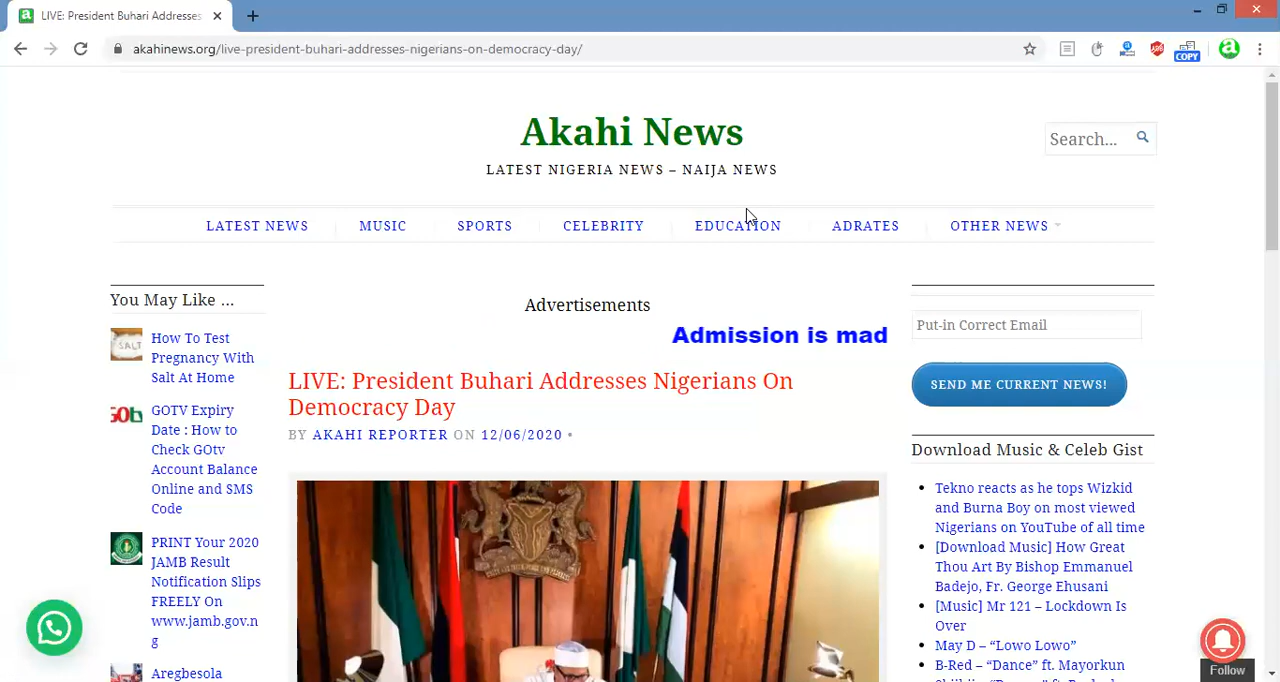 LIVE: President Buhari Addresses
akahinews.org/live-president-buhari-addresses-nigerians-on-democracy-day/
COPY
Akahi News
LATEST NIGERIA NEWS – NAIJA NEWS
Search...
LATEST NEWS
MUSIC
SPORTS
CELEBRITY
EDUCATION
ADRATES
OTHER NEWS
You May Like ...
How To Test
Pregnancy With
Salt At Home
GOtv
GOTV Expiry
Date : How to
Check GOtv
Account Balance
Online and SMS
Code
PRINT Your 2020
JAMB Result
Notification Slips
FREELY On
www.jamb.gov.n
g
Aregbesola
Advertisements
Admission is mad
LIVE: President Buhari Addresses Nigerians On
Democracy Day
BY AKAHI REPORTER ON 12/06/2020 •
Put-in Correct Email
SEND ME CURRENT NEWS!
Download Music & Celeb Gist
Tekno reacts as he tops Wizkid
and Burna Boy on most viewed
Nigerians on YouTube of all time
[Download Music] How Great
Thou Art By Bishop Emmanuel
Badejo, Fr. George Ehusani
[Music] Mr 121 – Lockdown Is
Over
May D – “Lowo Lowo”
B-Red – “Dance” ft. Mayorkun
Follow